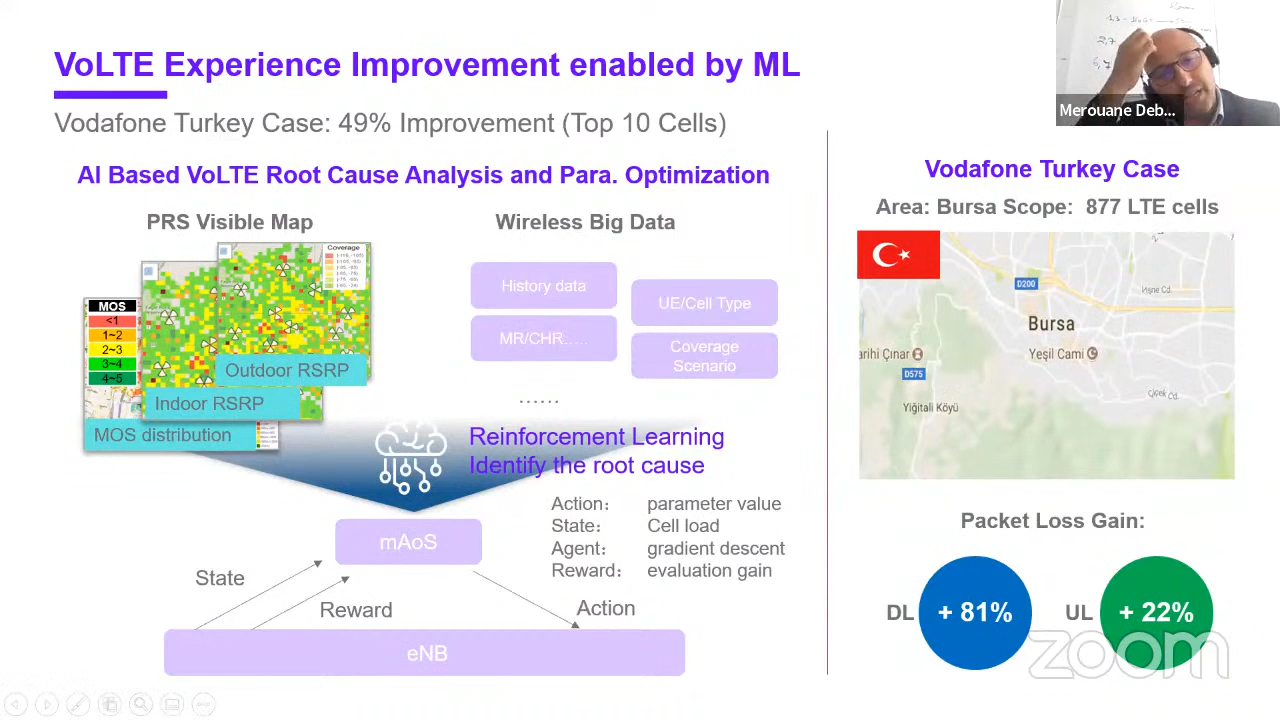 VoLTE Experience Improvement enabled by ML
Vodafone Turkey Case: 49% Improvement (Top 10 Cells)
Merouane Deb...
AI Based VoLTE Root Cause Analysis and Para. Optimization
PRS Visible Map
Wireless Big Data
Coverage
MOS
<1
1~2
2~3
3~4
4~5
Outdoor RSRP
Indoor RSRP
MOS distribution
History data
UE/Cell Type
MR/CHR.....
Coverage
Scenario
......
Reinforcement Learning
Identify the root cause
Action： parameter value
State： Cell load
Agent： gradient descent
Reward： evaluation gain
mAoS
State
Reward
Action
eNB
Vodafone Turkey Case
Area: Bursa Scope: 877 LTE cells
D200
Bursa
Yeşil Cami
arihi Çınar
D575
Yiğitali Köyü
Packet Loss Gain:
DL + 81%
UL + 22%
zoom